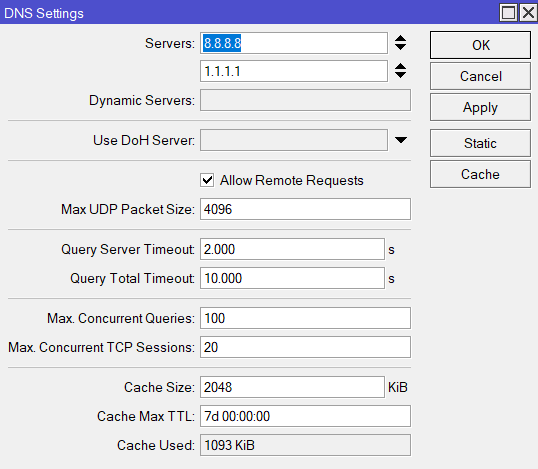 DNS Settings
Servers: 8.8.8.8
1.1.1.1
Dynamic Servers:
Use DoH Server:
Allow Remote Requests
Max UDP Packet Size: 4096
Query Server Timeout: 2.000 s
Query Total Timeout: 10.000 s
Max. Concurrent Queries: 100
Max. Concurrent TCP Sessions: 20
Cache Size: 2048 KiB
Cache Max TTL: 7d 00:00:00
Cache Used: 1093 KiB
OK
Cancel
Apply
Static
Cache